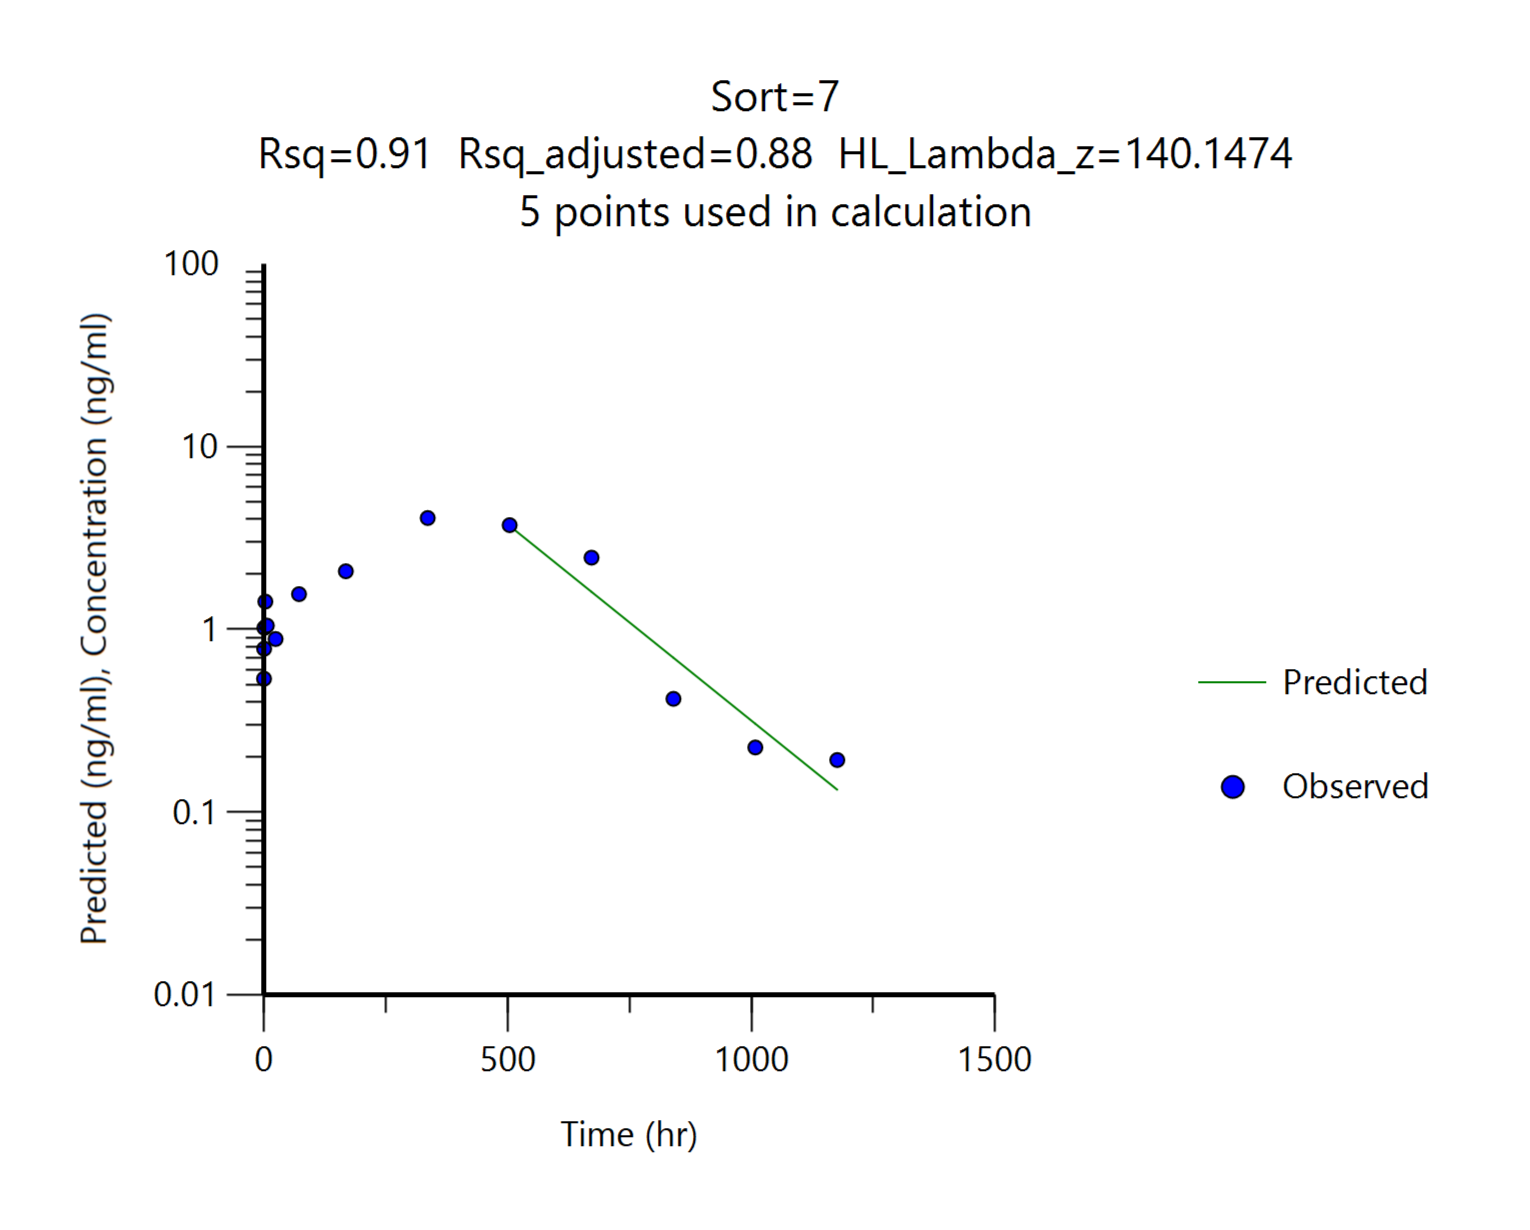 Sort=7
Rsq=0.91 Rsq_adjusted=0.88 HL_Lambda_z=140.1474
5 points used in calculation
100
10
1
0.1
0.01
Predicted (ng/ml), Concentration (ng/ml)
0 500 1000 1500
Time (hr)
Predicted
Observed